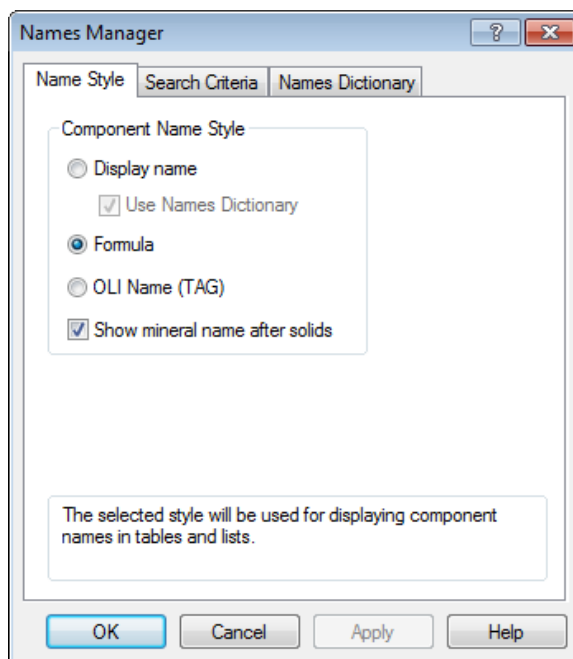 Names Manager
?
Name Style
Search Criteria
Names Dictionary
Component Name Style
Display name
Use Names Dictionary
Formula
OLI Name (TAG)
Show mineral name after solids
The selected style will be used for displaying component
names in tables and lists.
OK
Cancel
Apply
Help